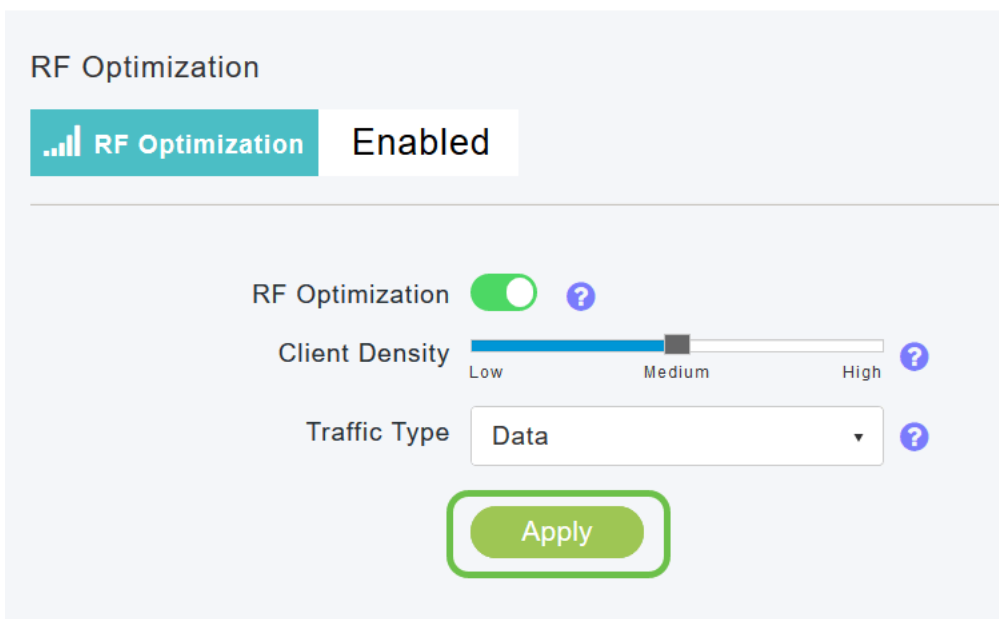 RF Optimization
RF Optimization Enabled
RF Optimization ?
Client Density ?
Low Medium High
Traffic Type Data ?
Apply